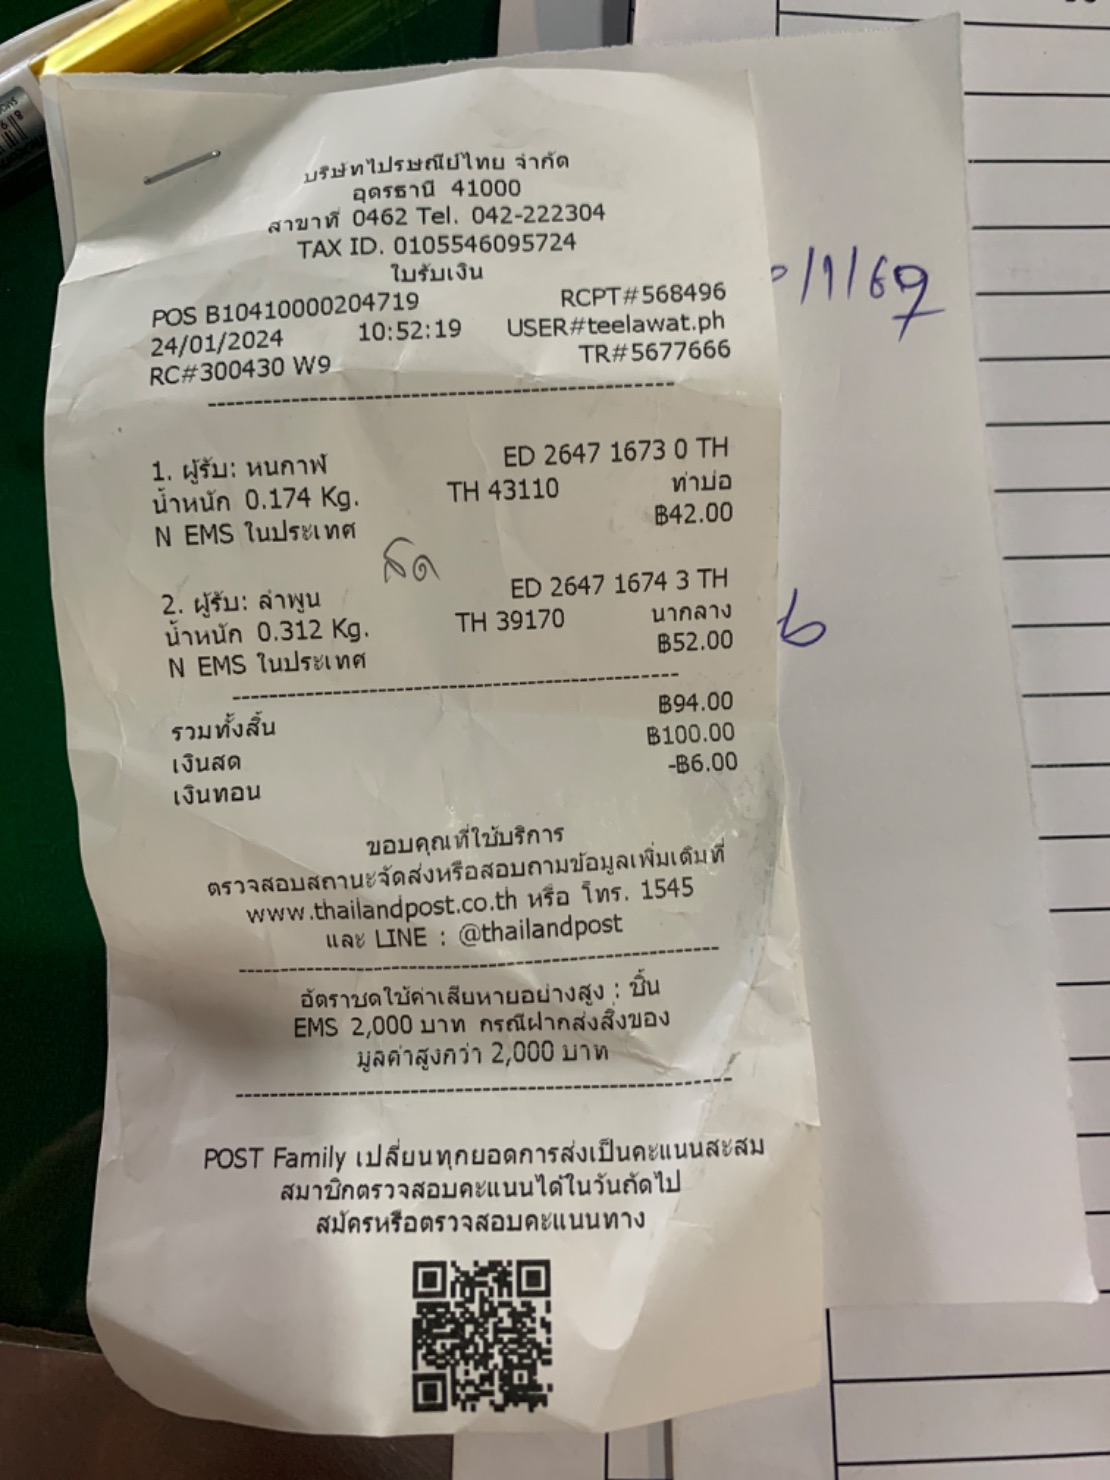 บริษัทไปรษณีย์ไทย จำกัด
อุดรธานี 41000
สาขาที่ 0462 Tel. 042-222304
TAX ID. 0105546095724
ใบรับเงิน
POS B10410000204719 RCPT#568496
24/01/2024 10:52:19 USER#teelawat.ph
RC#300430 W9 TR#5677666
1. ผู้รับ: หนกาฬ ED 2647 1673 0 TH
น้ำหนัก 0.174 Kg. TH 43110 ท่าบ่อ
N EMS ในประเทศ ฿42.00
สด
2. ผู้รับ: ลำพูน ED 2647 1674 3 TH
น้ำหนัก 0.312 Kg. TH 39170 นากลาง
N EMS ในประเทศ ฿52.00
รวมทั้งสิ้น ฿94.00
เงินสด ฿100.00
เงินทอน -฿6.00
ขอบคุณที่ใช้บริการ
ตรวจสอบสถานะจัดส่งหรือสอบถามข้อมูลเพิ่มเติมที่
www.thailandpost.co.th หรือ โทร. 1545
และ LINE : @thailandpost
อัตราชดใช้ค่าเสียหายอย่างสูง : ชิ้น
EMS 2,000 บาท กรณีฝากส่งสิ่งของ
มูลค่าสูงกว่า 2,000 บาท
POST Family เปลี่ยนทุกยอดการส่งเป็นคะแนนสะสม
สมาชิกตรวจสอบคะแนนได้ในวันถัดไป
สมัครหรือตรวจสอบคะแนนทาง
/1/67